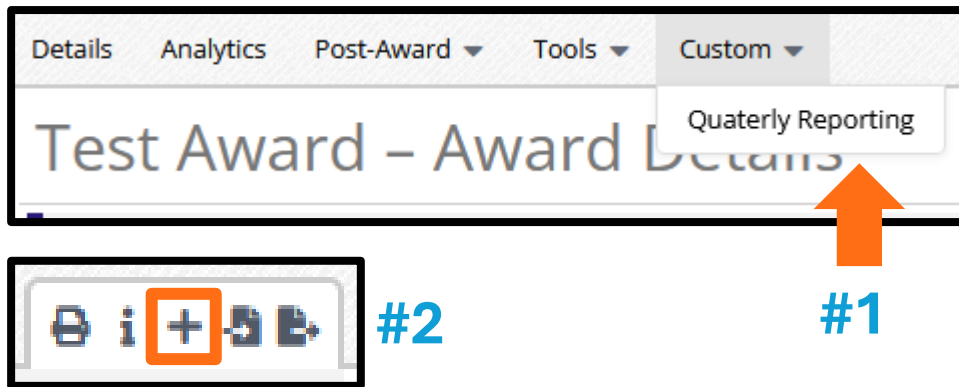 Details Analytics Post-Award Tools Custom
Quaterly Reporting
Test Award – Award Details
#1
#2